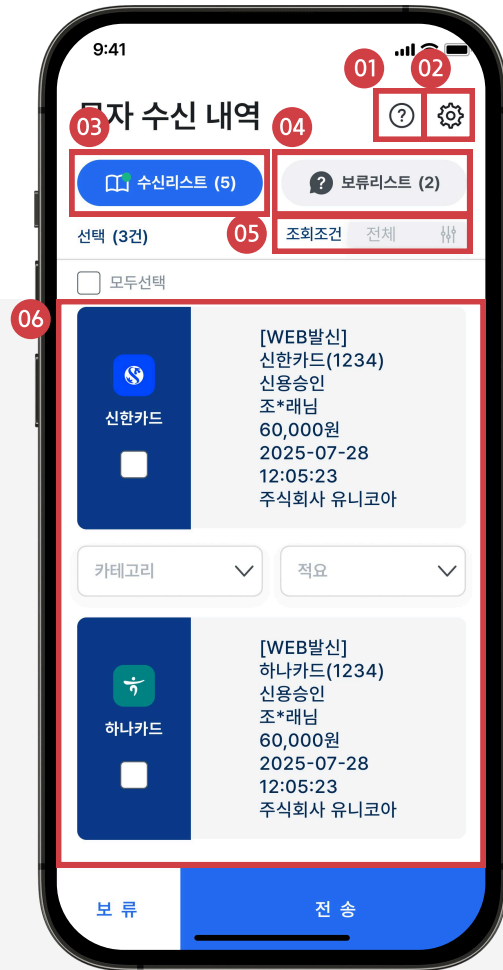 9:41
01
02
자 수신 내역
?
03
04
수신리스트 (5)
? 보류리스트 (2)
선택 (3건)
05
조회조건 전체
모두선택
06
신한카드
[WEB발신]
신한카드(1234)
신용승인
조*래님
60,000원
2025-07-28
12:05:23
주식회사 유니코아
카테고리
적요
하나카드
[WEB발신]
하나카드(1234)
신용승인
조*래님
60,000원
2025-07-28
12:05:23
주식회사 유니코아
보 류
전 송